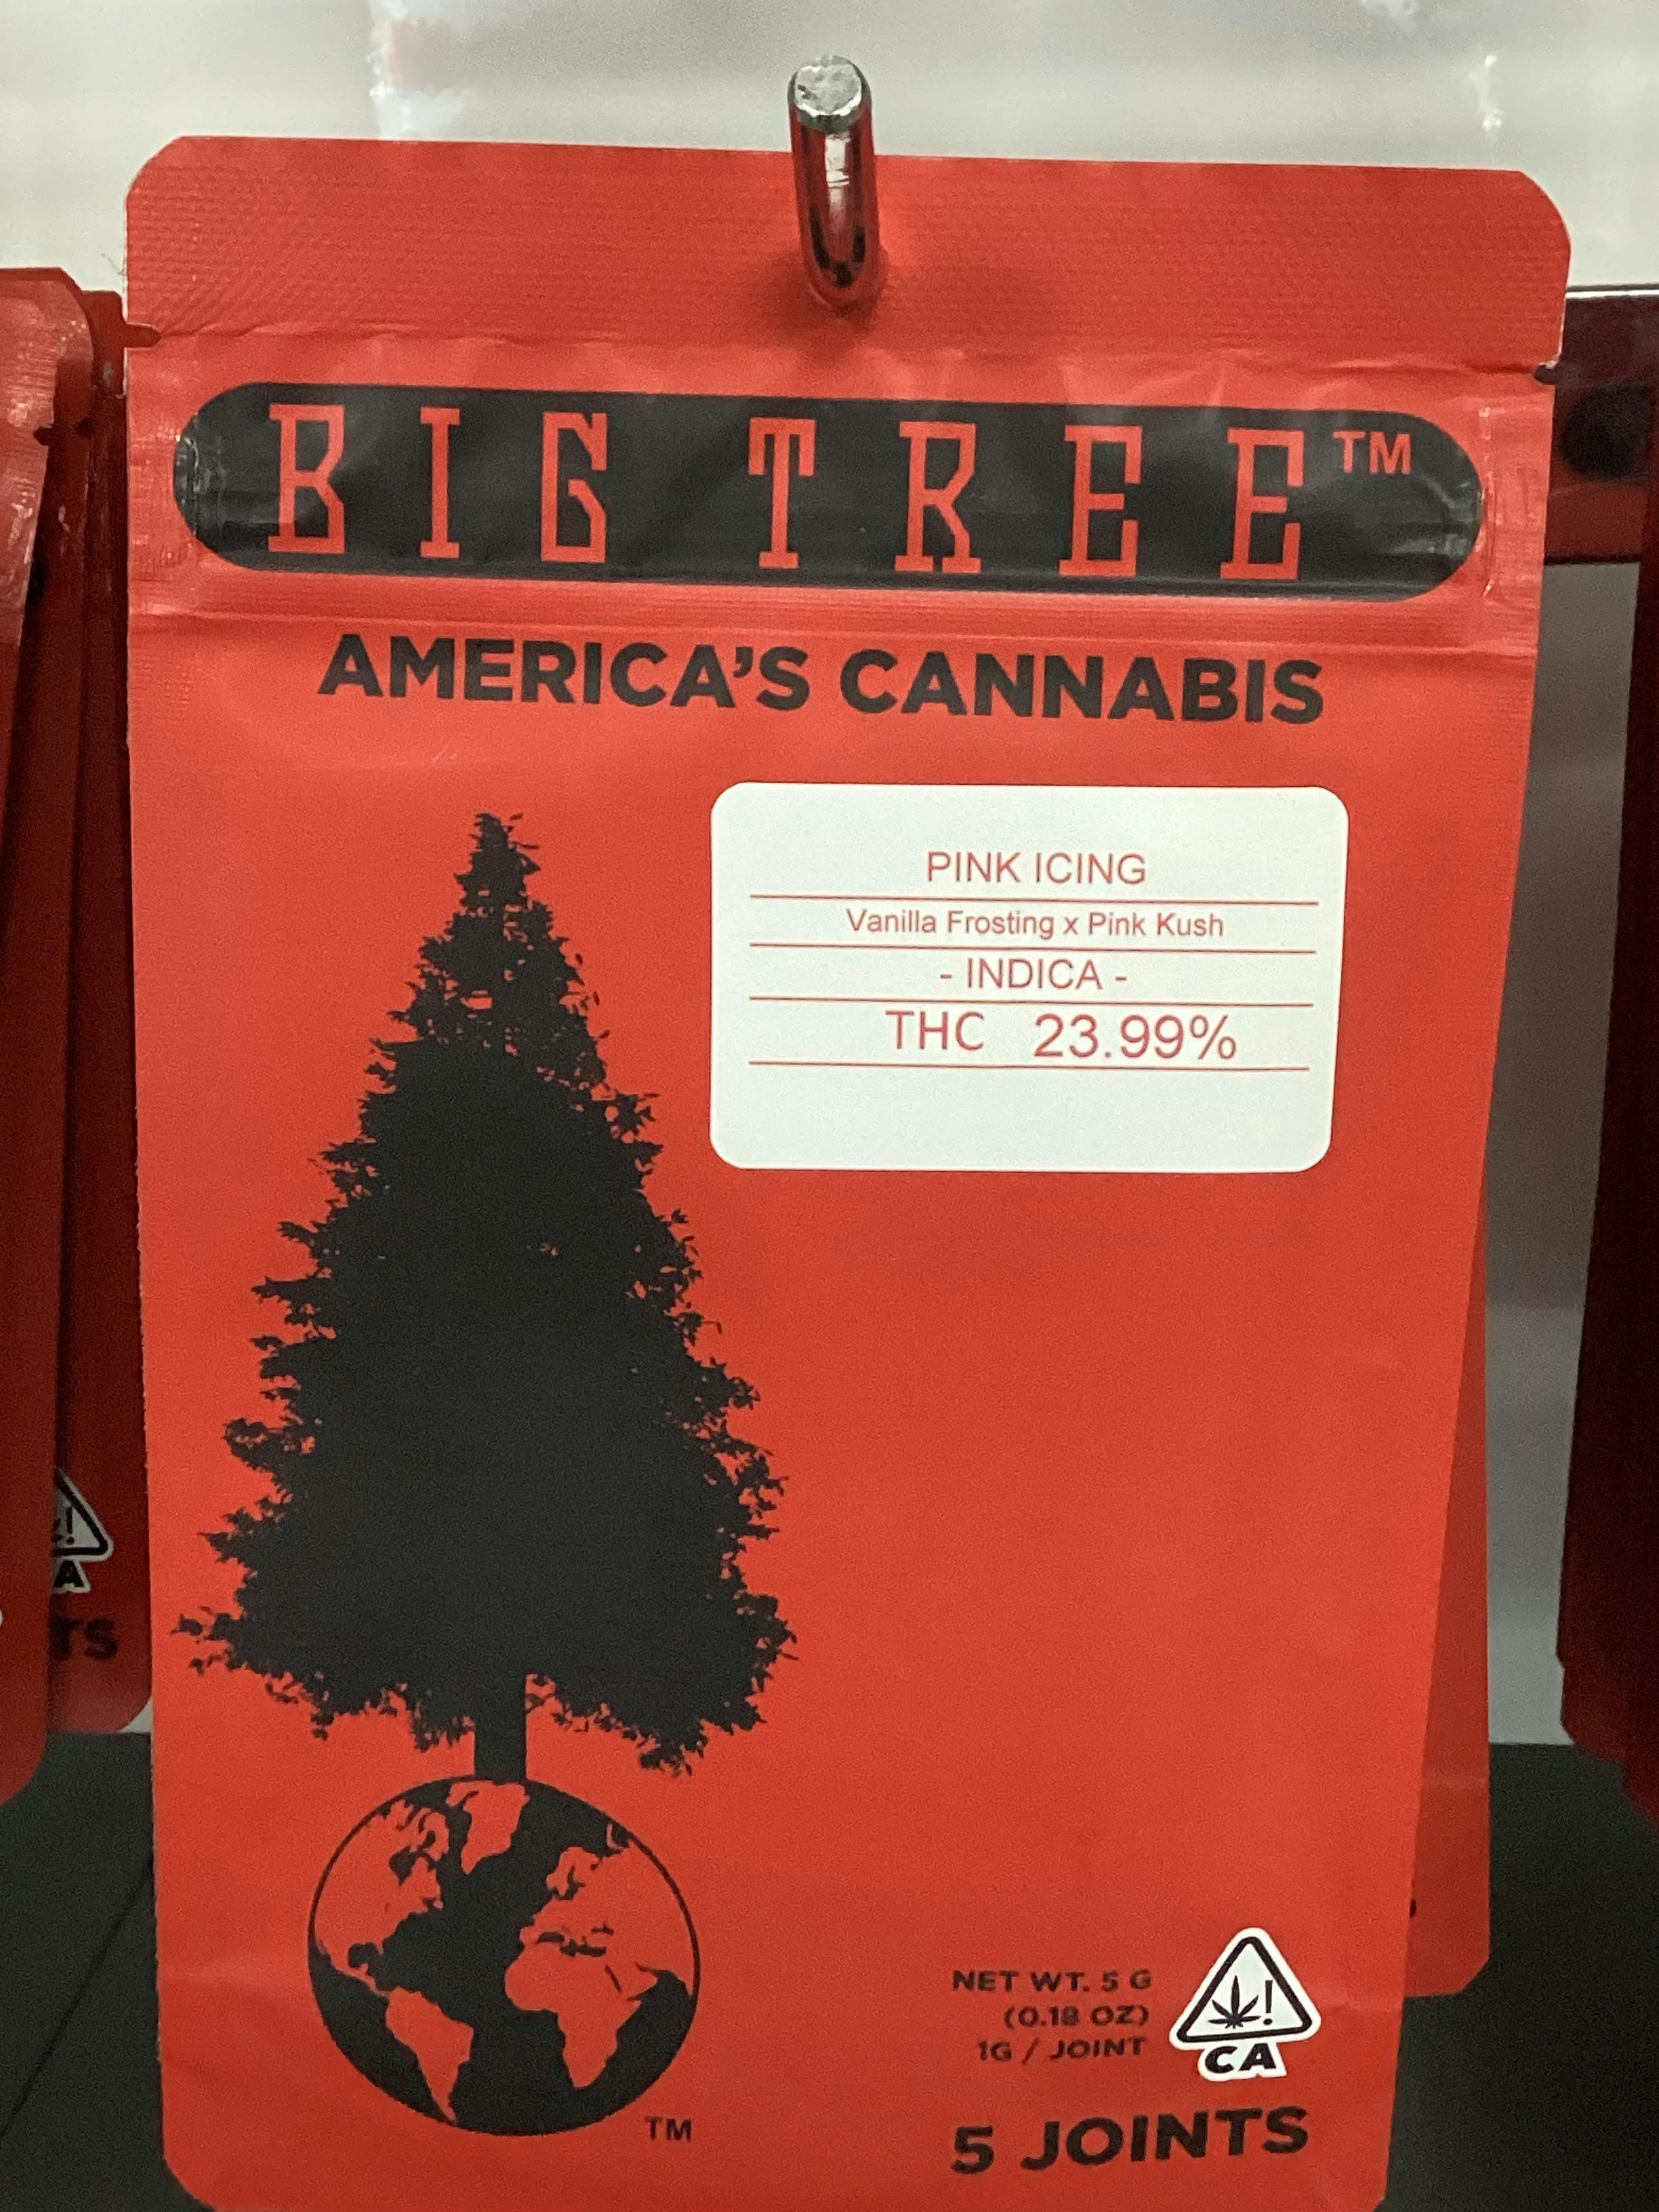 BIG TREE™
AMERICA'S CANNABIS
PINK ICING
Vanilla Frosting x Pink Kush
- INDICA -
THC 23.99%
NET WT. 5 G
(0.18 OZ)
1G / JOINT
!
CA
5 JOINTS
TM
!
A
TS